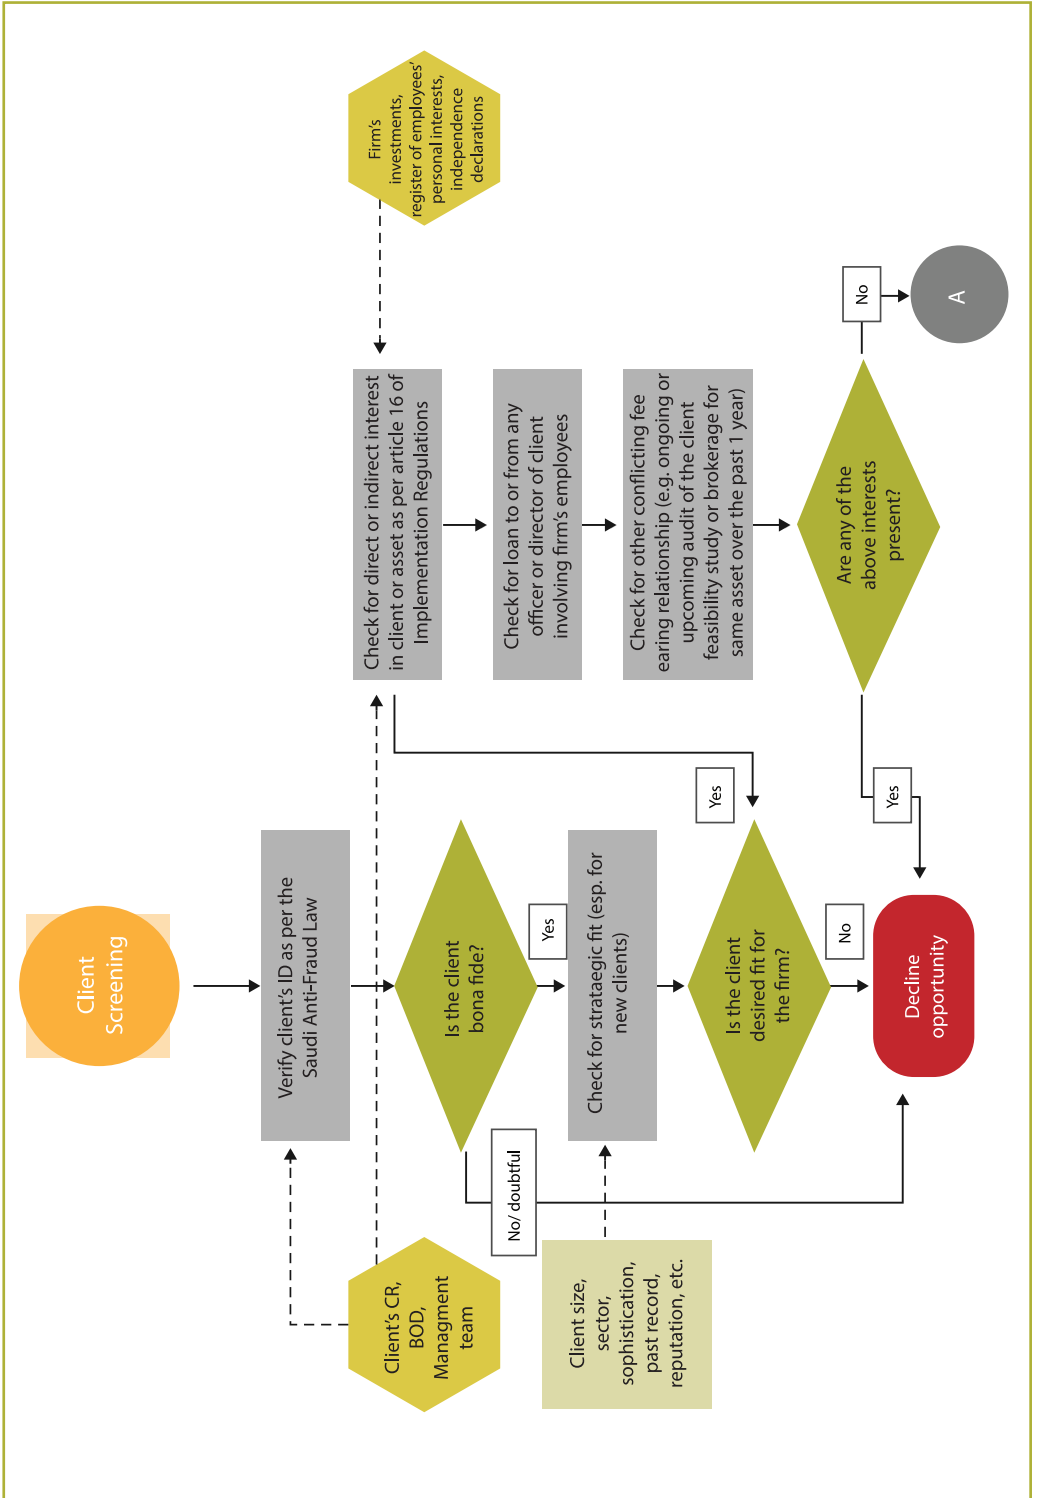 Client
Screening
Verify client's ID as per the
Saudi Anti-Fraud Law
Client's CR,
BOD,
Managment
team
Is the client
bona fide?
No/ doubtful
Yes
Client size,
sector,
sophistication,
past record,
reputation, etc.
Check for strataegic fit (esp. for
new clients)
Is the client
desired fit for
the firm?
Yes
No
Decline
opportunity
Firm's
investments,
register of employees'
personal interests,
independence
declarations
Check for direct or indirect interest
in client or asset as per article 16 of
Implementation Regulations
Check for loan to or from any
officer or director of client
involving firm's employees
Check for other conflicting fee
earing relationship (e.g. ongoing or
upcoming audit of the client
feasibility study or brokerage for
same asset over the past 1 year)
Are any of the
above interests
present?
Yes
No
A